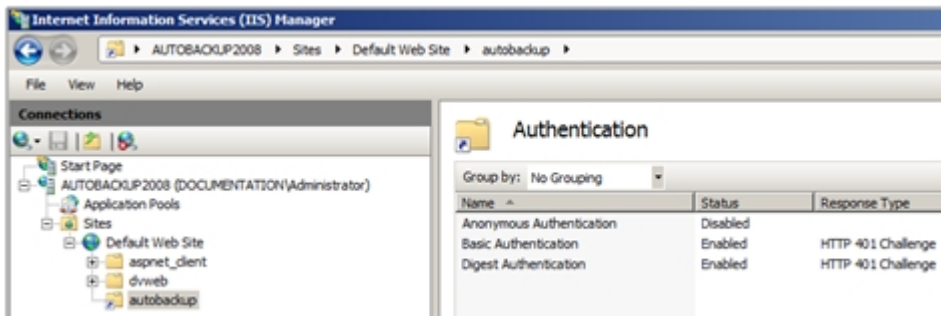 Internet Information Services (IIS) Manager
AUTOBACKUP2008 Sites Default Web Site autobackup
File View Help
Connections
Start Page
AUTOBACKUP2008 (DOCUMENTATION\Administrator)
Application Pools
Sites
Default Web Site
aspnet_client
dvweb
autobackup
Authentication
Group by: No Grouping
Name Status Response Type
Anonymous Authentication Disabled
Basic Authentication Enabled HTTP 401 Challenge
Digest Authentication Enabled HTTP 401 Challenge